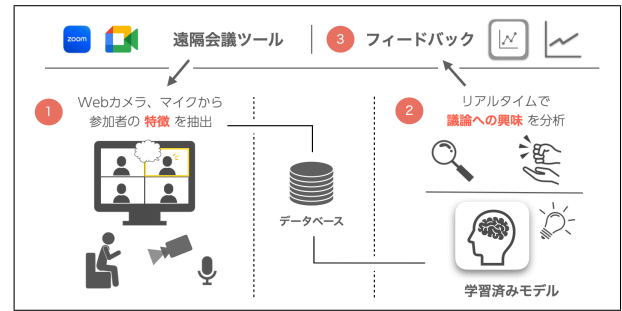 zoom
遠隔会議ツール
3 フィードバック
1
Webカメラ、マイクから
参加者の 特徴 を抽出
2
リアルタイムで
議論への興味 を分析
データベース
学習済みモデル